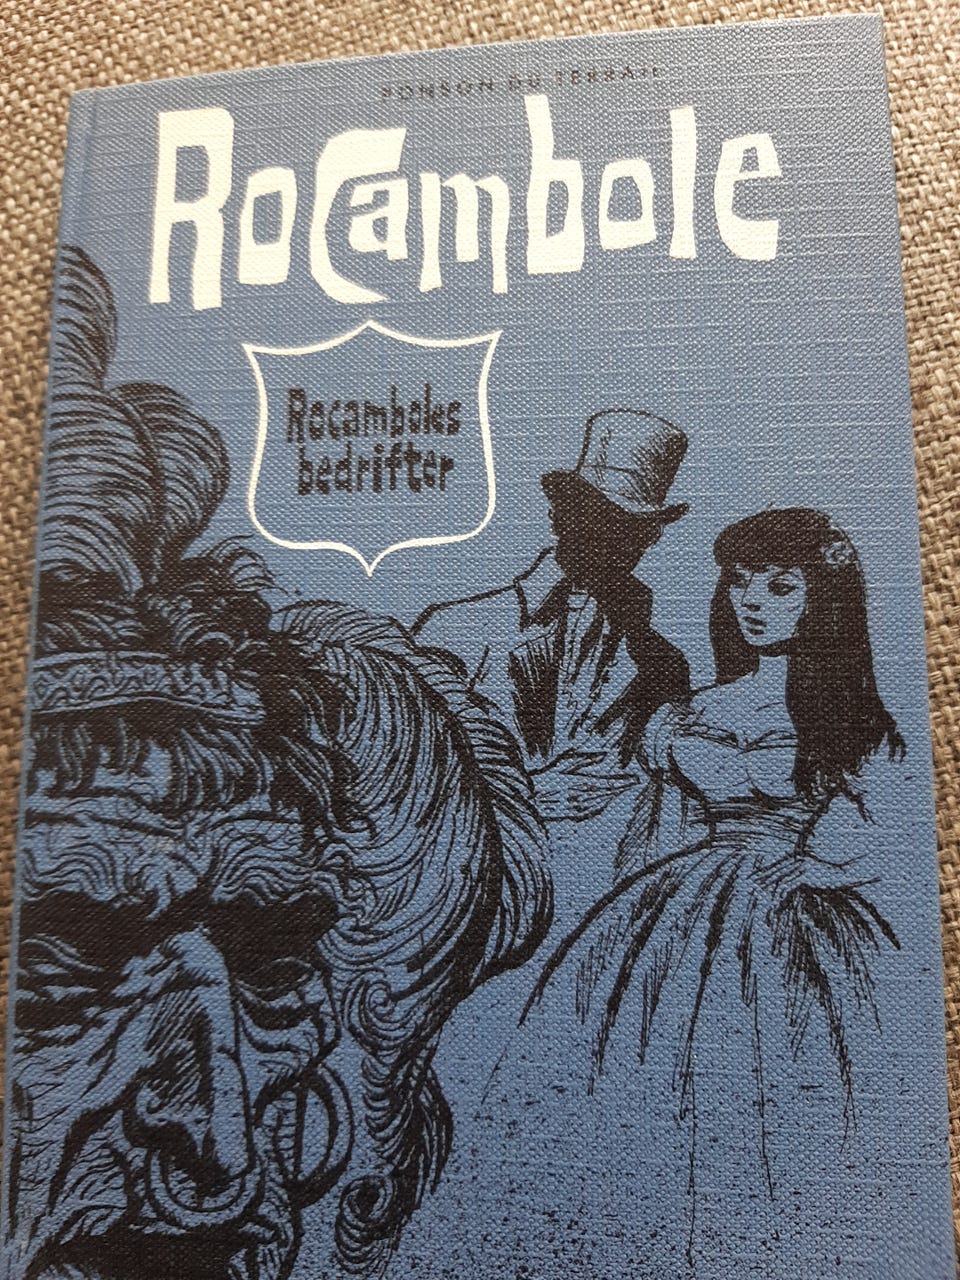 PONSON DU TERRAIL
Rocambole
Rocamboles
bedrifter